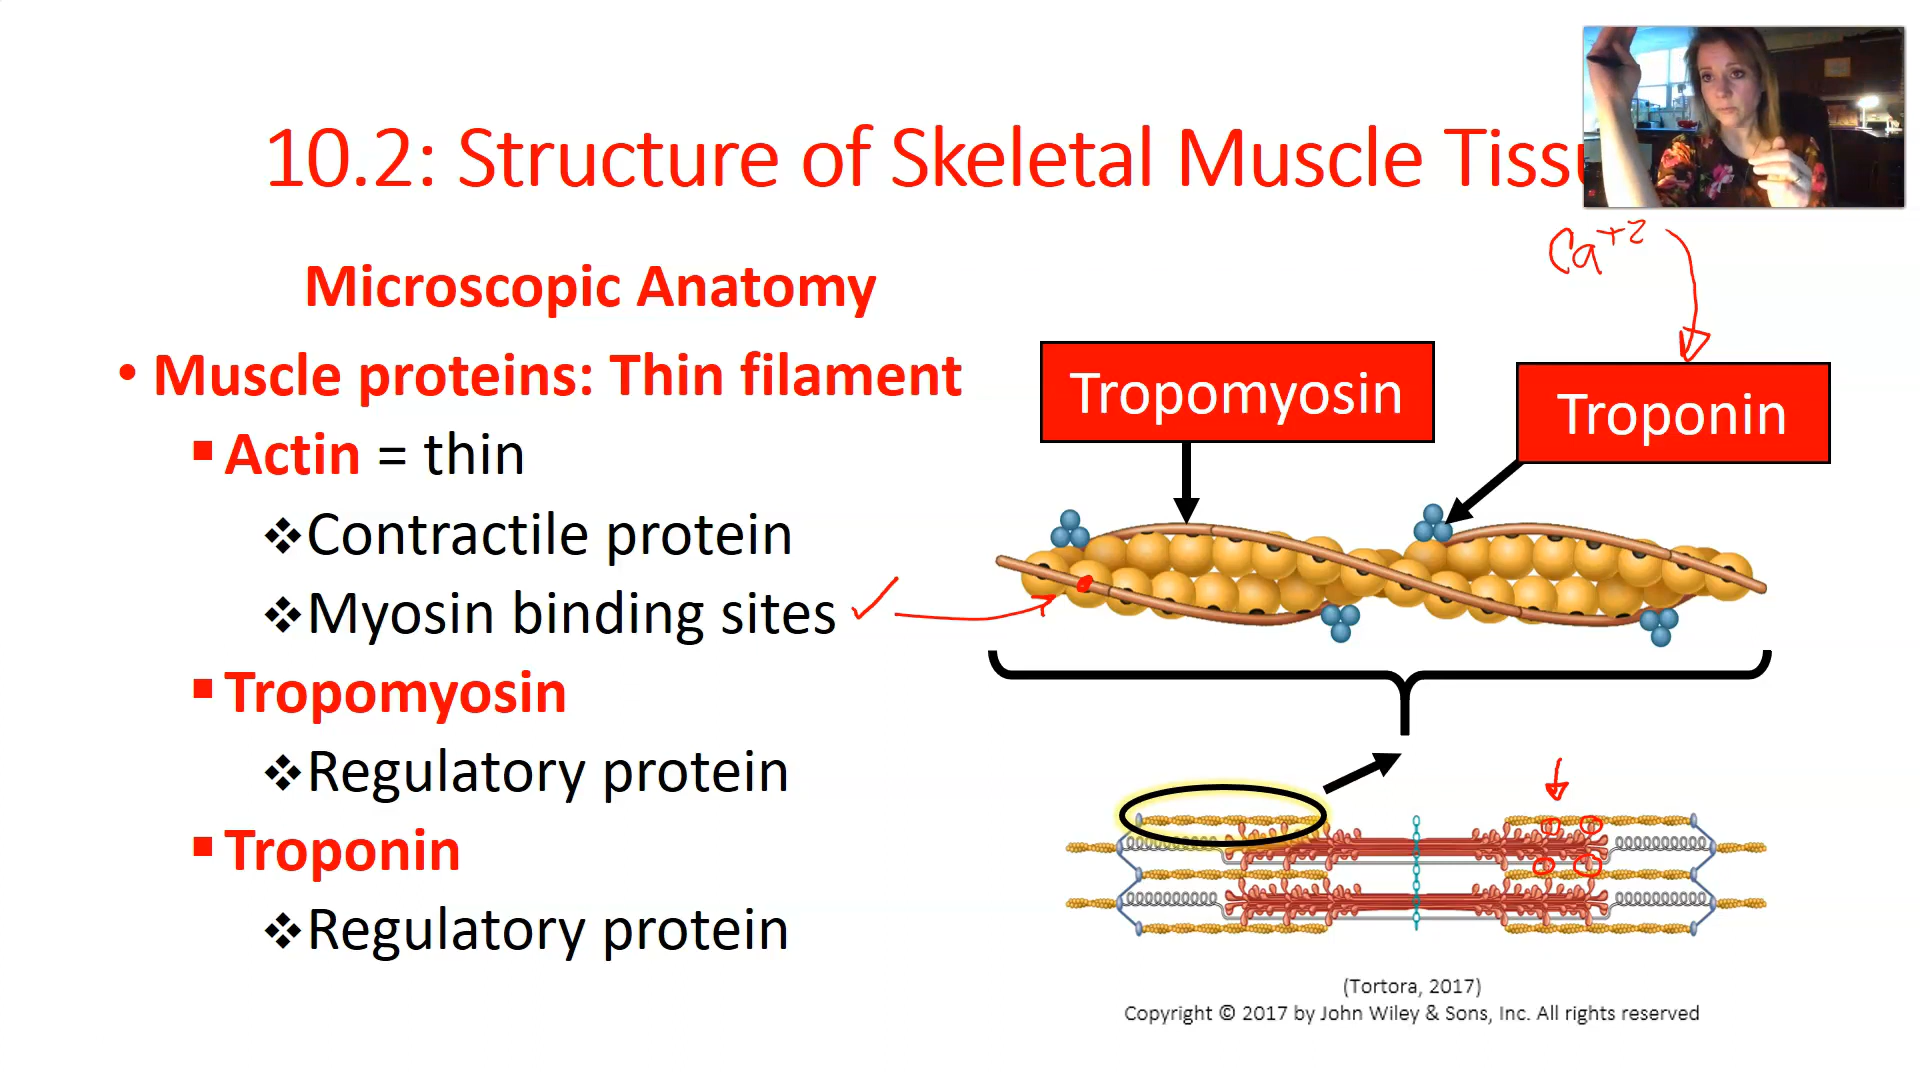 10.2: Structure of Skeletal Muscle Tissu
Ca+2
Microscopic Anatomy
• Muscle proteins: Thin filament
▪ Actin = thin
❖Contractile protein
❖Myosin binding sites ✓
▪ Tropomyosin
❖Regulatory protein
▪ Troponin
❖Regulatory protein
Tropomyosin
Troponin
(Tortora, 2017)
Copyright © 2017 by John Wiley & Sons, Inc. All rights reserved